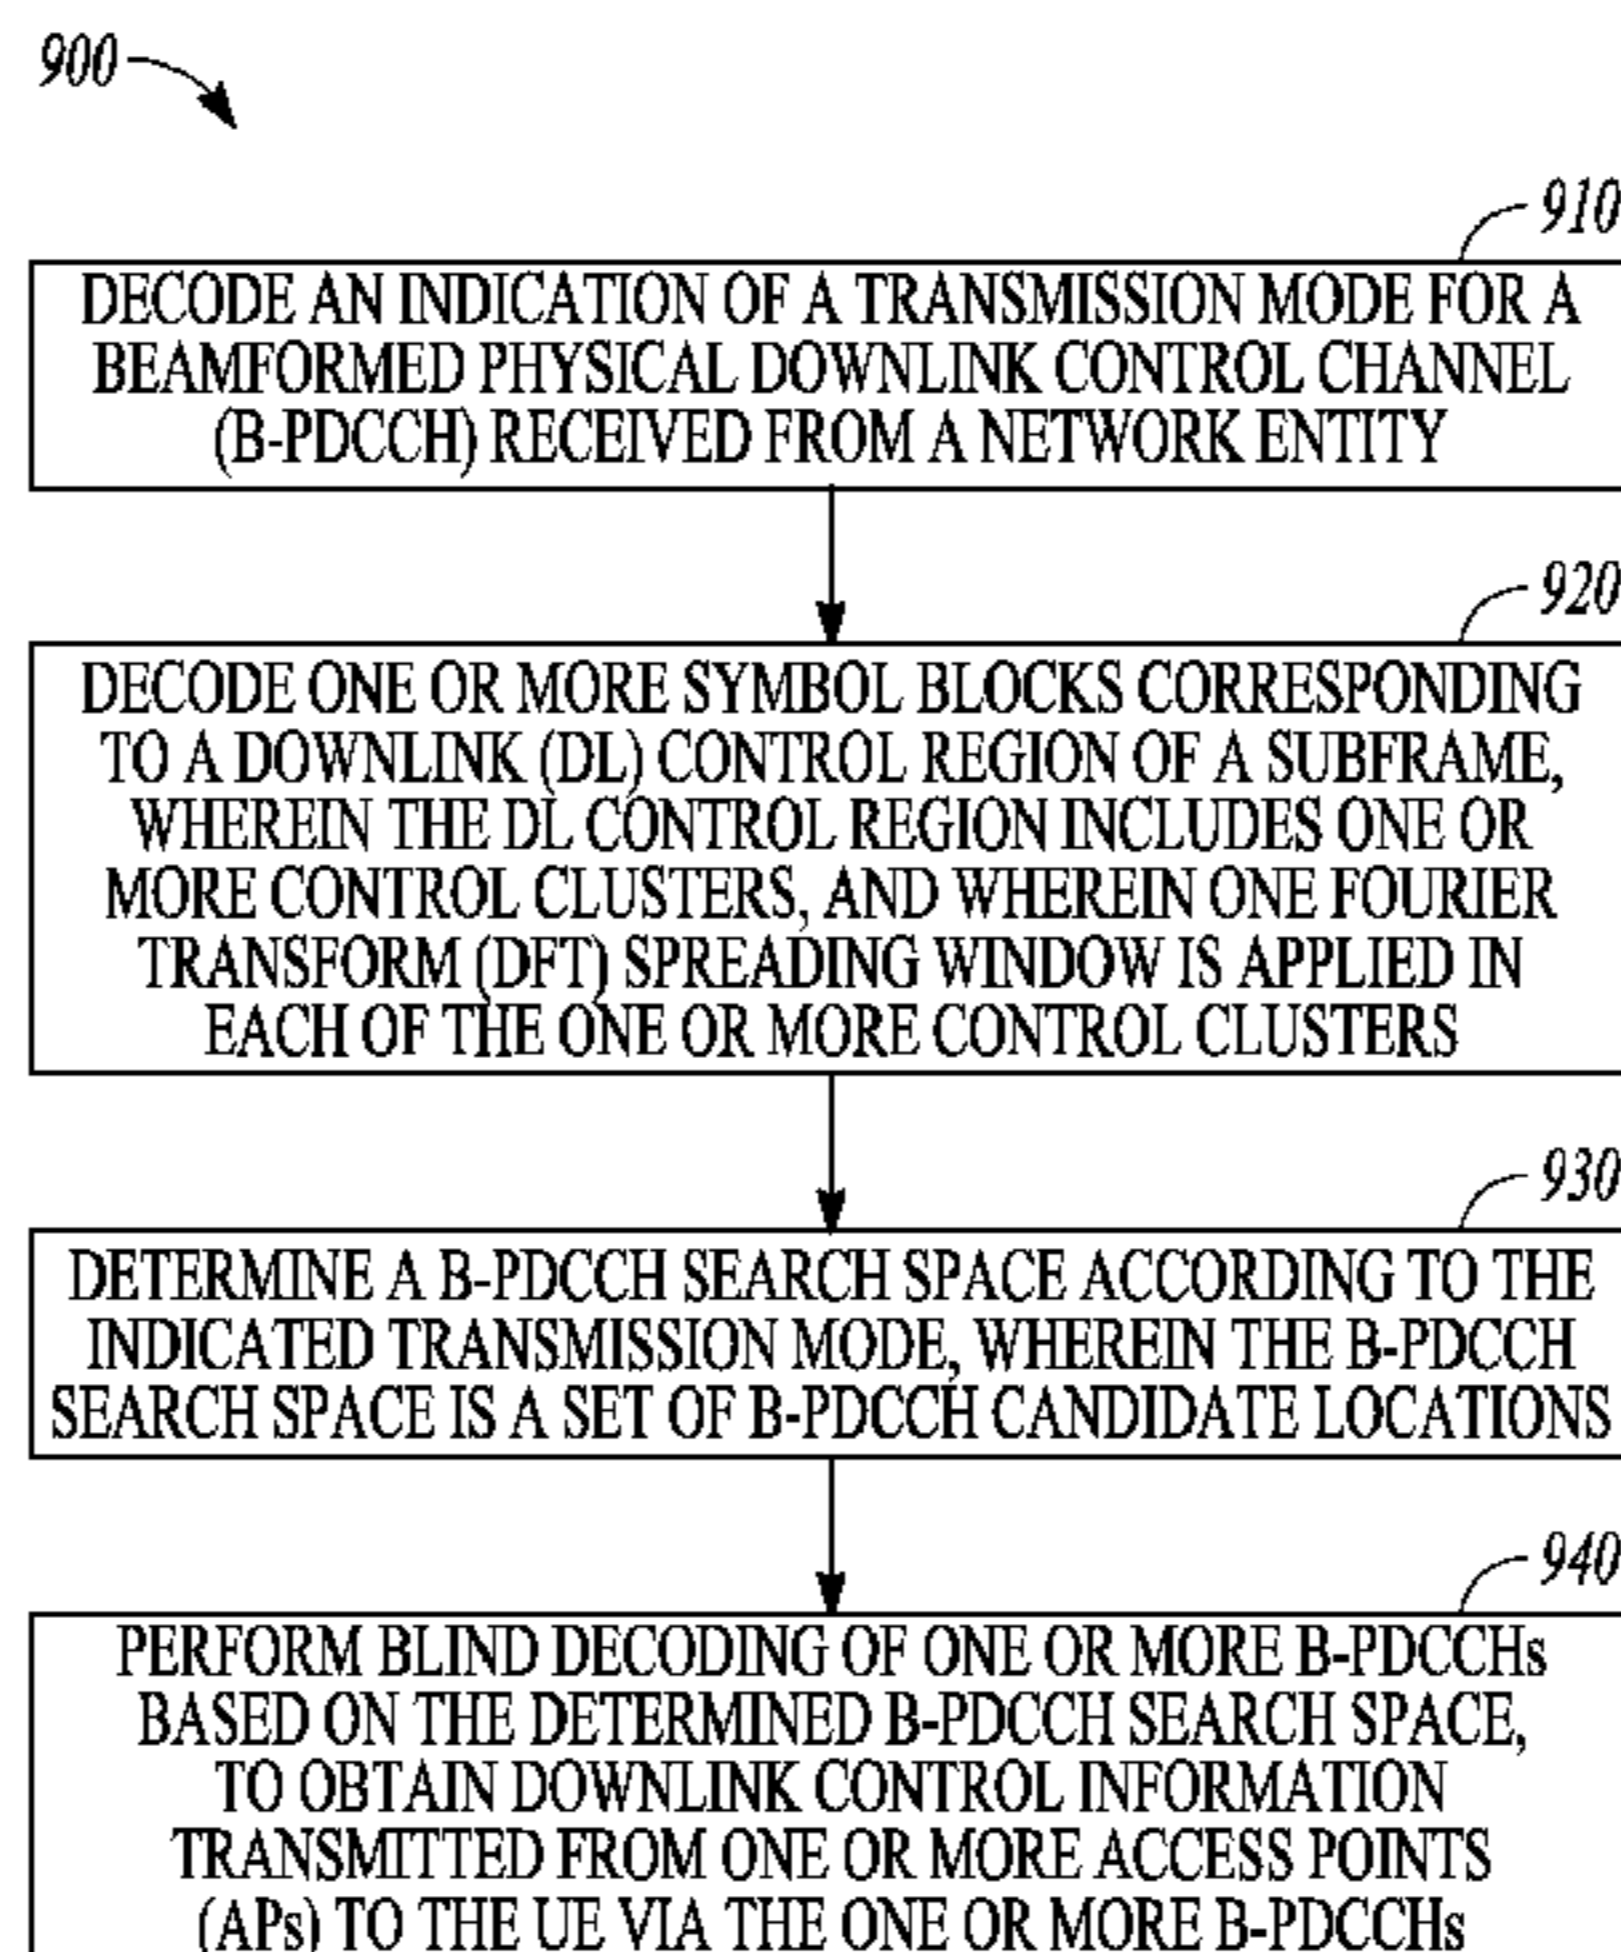 900
910
DECODE AN INDICATION OF A TRANSMISSION MODE FOR A
BEAMFORMED PHYSICAL DOWNLINK CONTROL CHANNEL
(B-PDCCH) RECEIVED FROM A NETWORK ENTITY
920
DECODE ONE OR MORE SYMBOL BLOCKS CORRESPONDING
TO A DOWNLINK (DL) CONTROL REGION OF A SUBFRAME,
WHEREIN THE DL CONTROL REGION INCLUDES ONE OR
MORE CONTROL CLUSTERS, AND WHEREIN ONE FOURIER
TRANSFORM (DFT) SPREADING WINDOW IS APPLIED IN
EACH OF THE ONE OR MORE CONTROL CLUSTERS
930
DETERMINE A B-PDCCH SEARCH SPACE ACCORDING TO THE
INDICATED TRANSMISSION MODE, WHEREIN THE B-PDCCH
SEARCH SPACE IS A SET OF B-PDCCH CANDIDATE LOCATIONS
940
PERFORM BLIND DECODING OF ONE OR MORE B-PDCCHs
BASED ON THE DETERMINED B-PDCCH SEARCH SPACE,
TO OBTAIN DOWNLINK CONTROL INFORMATION
TRANSMITTED FROM ONE OR MORE ACCESS POINTS
(APs) TO THE UE VIA THE ONE OR MORE B-PDCCHs